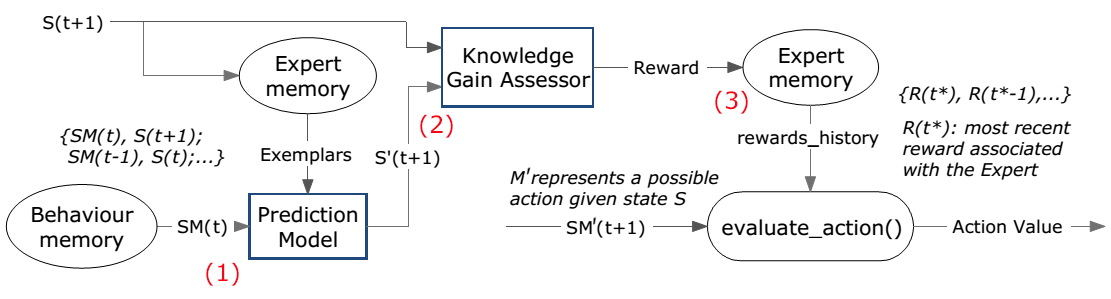 S(t+1)
Expert
memory
Knowledge
Gain Assessor
Reward
Expert
memory
(3)
{R(t*), R(t*-1),...}
(2)
{SM(t), S(t+1);
SM(t-1), S(t);...}
Exemplars
S'(t+1)
rewards_history
R(t*): most recent
reward associated
with the Expert
M' represents a possible
action given state S
Behaviour
memory
SM(t)
Prediction
Model
(1)
SM'(t+1)
evaluate_action()
Action Value